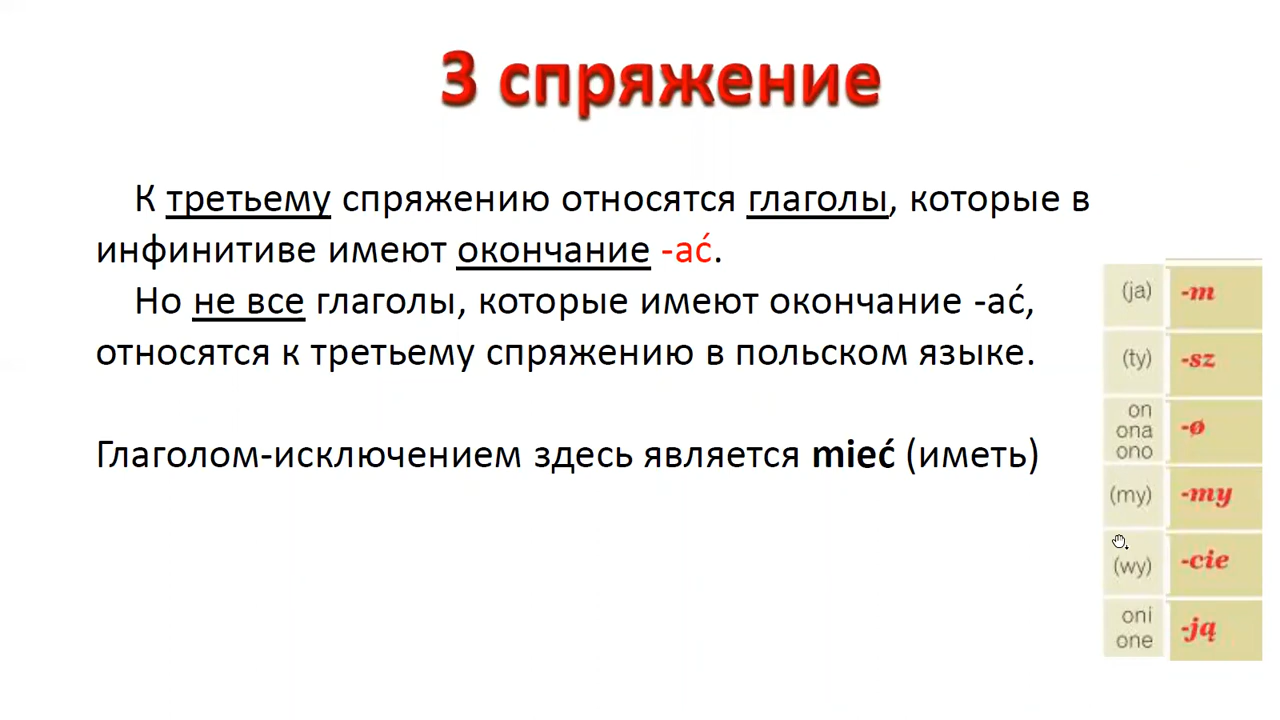 3 спряжение
К третьему спряжению относятся глаголы, которые в
инфинитиве имеют окончание -ać.
Но не все глаголы, которые имеют окончание -ać,
относятся к третьему спряжению в польском языке.
Глаголом-исключением здесь является mieć (иметь)
(ja) -m
(ty) -sz
on
ona -ø
ono
(my) -my
(wy) -cie
oni
one -ją